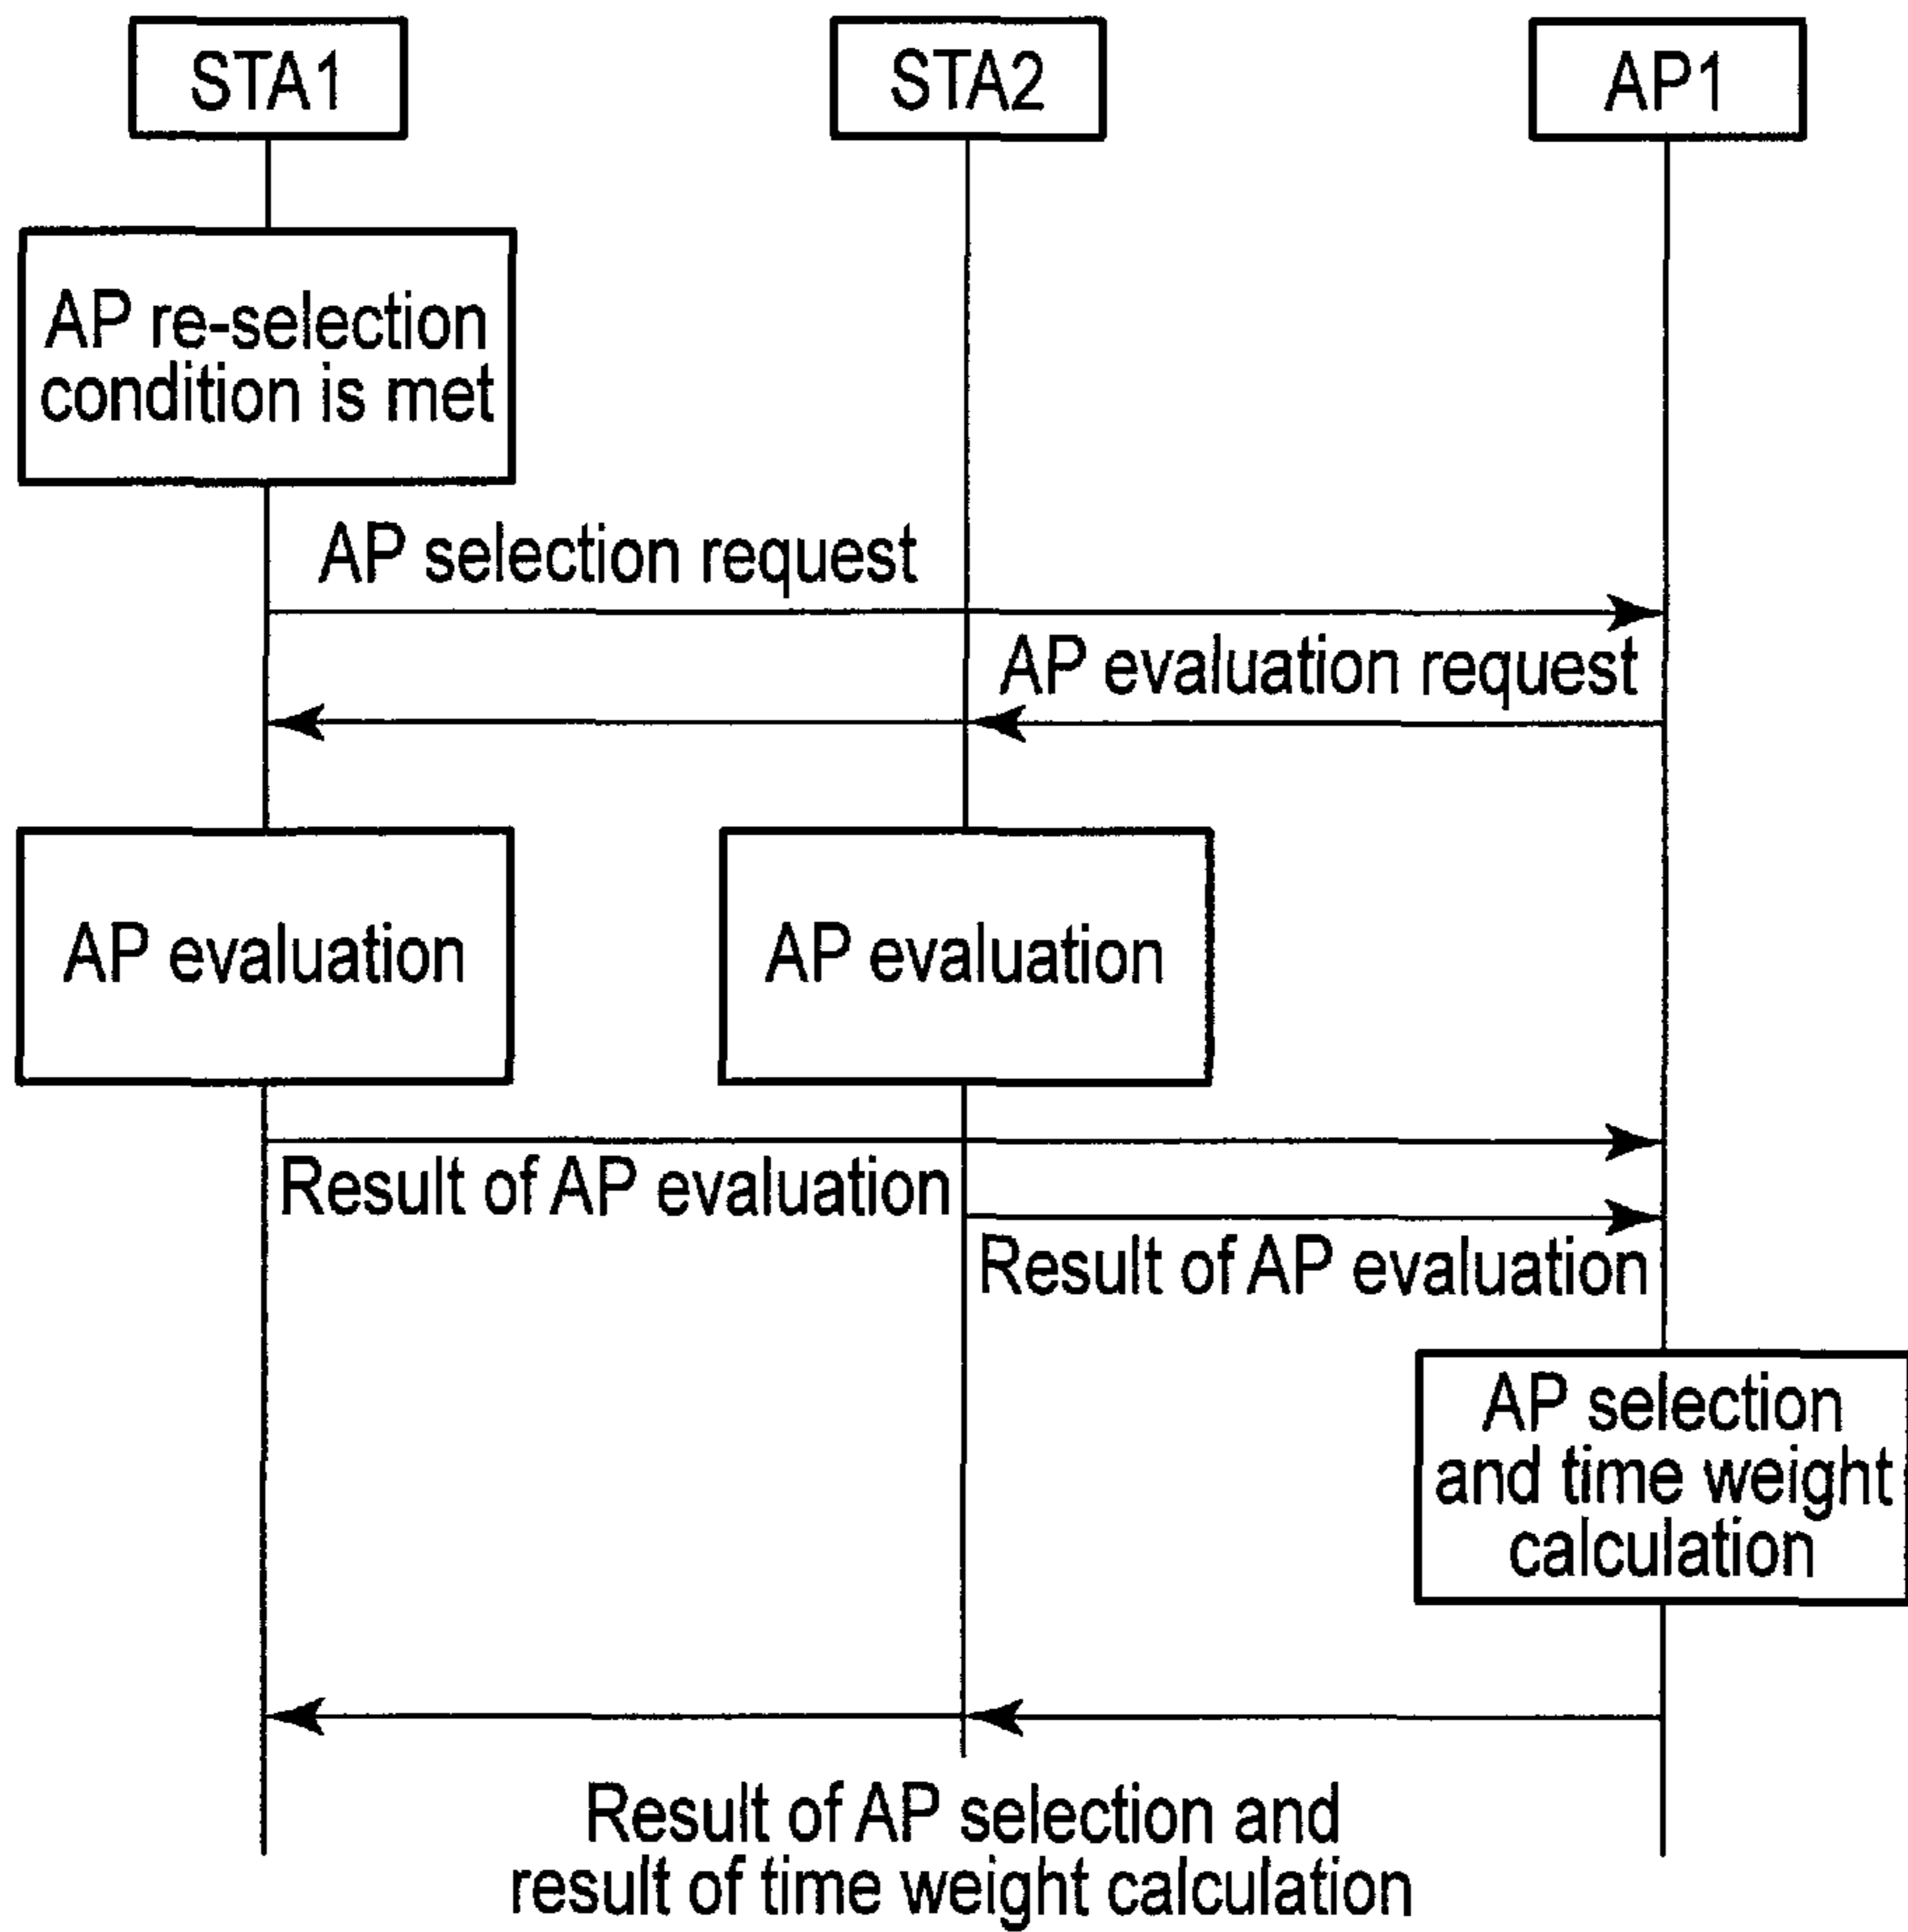 STA1
STA2
AP1
AP re-selection
condition is met
AP selection request
AP evaluation request
AP evaluation
AP evaluation
Result of AP evaluation
Result of AP evaluation
AP selection
and time weight
calculation
Result of AP selection and
result of time weight calculation